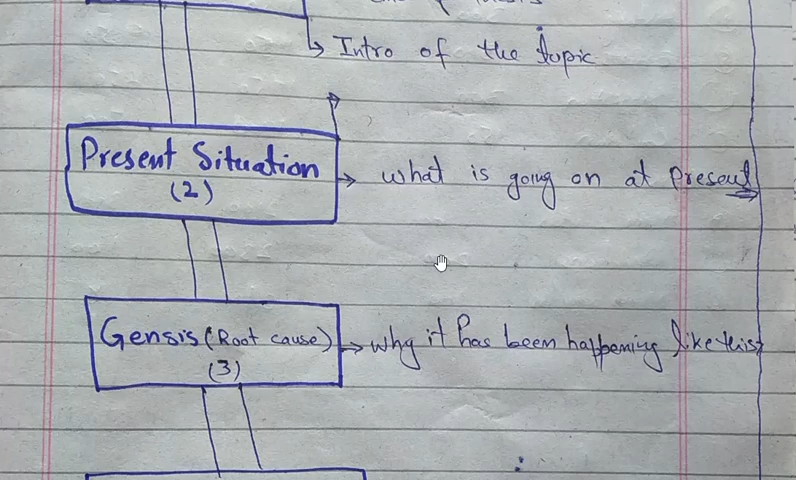 Intro of the topic
Present Situation
(2)
what is going on at present
Gensis (Root cause)
(3)
why it has been happening like this